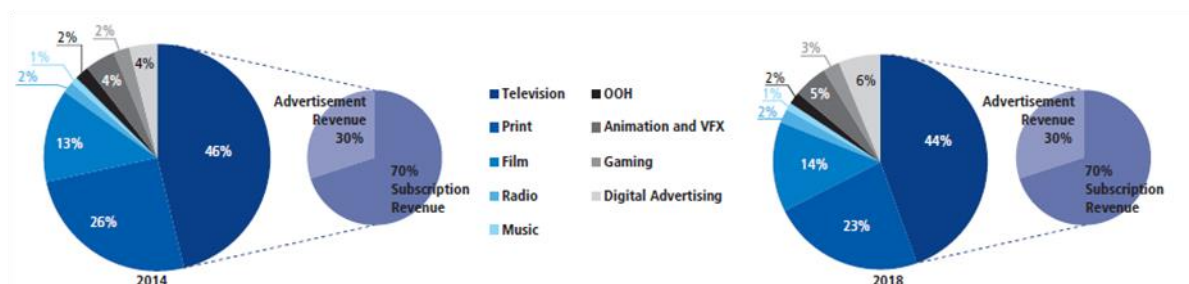 2%
2%
1%
4%
4%
2%
13%
46%
26%
Advertisement
Revenue
30%
70%
Subscription
Revenue
2014
Television
Print
Film
Radio
Music
OOH
Animation and VFX
Gaming
Digital Advertising
3%
2%
6%
1%
5%
2%
14%
44%
23%
Advertisement
Revenue
30%
70%
Subscription
Revenue
2018